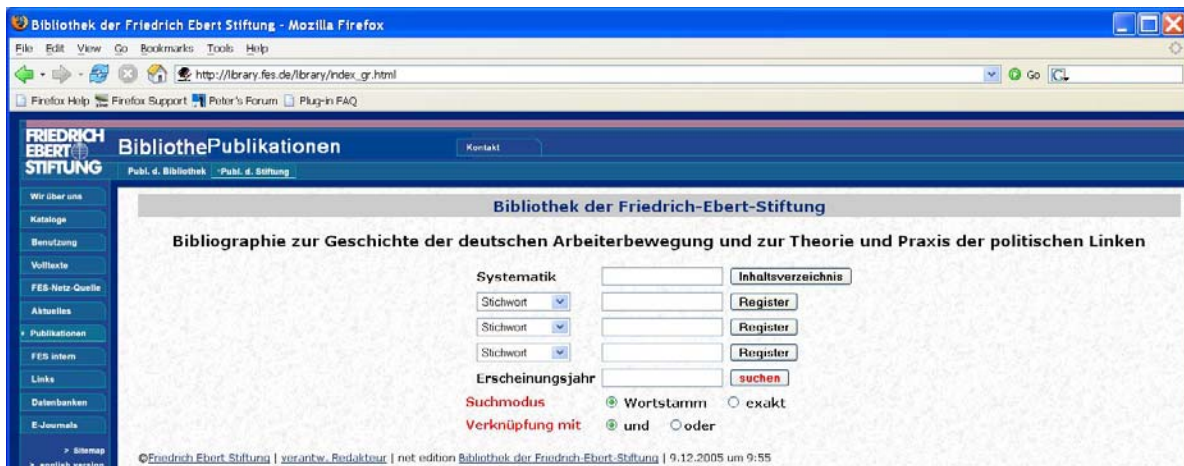 Bibliothek der Friedrich Ebert Stiftung - Mozilla Firefox
File Edit View Go Bookmarks Tools Help
http://library.fes.de/library/index_gr.html Go
Firefox Help Firefox Support Peter's Forum Plug-in FAQ
FRIEDRICH
EBERT
STIFTUNG
BibliothePublikationen Kontakt
Publ. d. Bibliothek Publ. d. Stiftung
Wir über uns
Kataloge
Benutzung
Volltexte
FES-Netz-Quelle
Aktuelles
Publikationen
FES intern
Links
Datenbanken
E-Journals
> Sitemap
> english version
Bibliothek der Friedrich-Ebert-Stiftung
Bibliographie zur Geschichte der deutschen Arbeiterbewegung und zur Theorie und Praxis der politischen Linken
Systematik Inhaltsverzeichnis
Stichwort Register
Stichwort Register
Stichwort Register
Erscheinungsjahr suchen
Suchmodus Wortstamm exakt
Verknüpfung mit und oder
©Friedrich Ebert Stiftung | verantw. Redakteur | net edition Bibliothek der Friedrich-Ebert-Stiftung | 9.12.2005 um 9:55